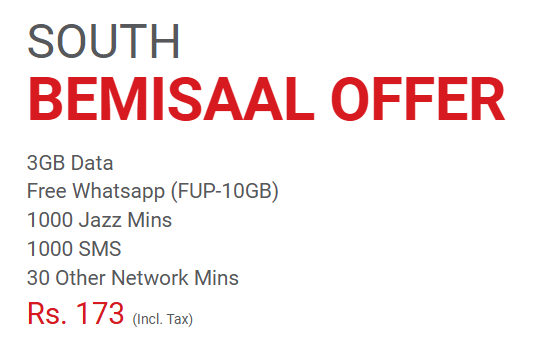 SOUTH
BEMISAAL OFFER
3GB Data
Free Whatsapp (FUP-10GB)
1000 Jazz Mins
1000 SMS
30 Other Network Mins
Rs. 173 (Incl. Tax)